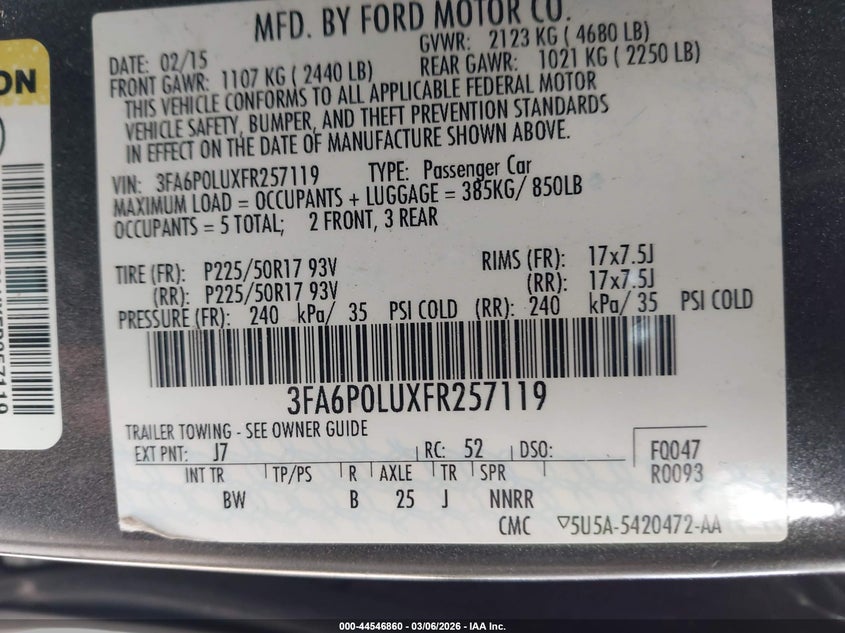 MFD. BY FORD MOTOR CO.
DATE: 02/15 GVWR: 2123 KG ( 4680 LB)
FRONT GAWR: 1107 KG ( 2440 LB) REAR GAWR: 1021 KG ( 2250 LB)
THIS VEHICLE CONFORMS TO ALL APPLICABLE FEDERAL MOTOR
VEHICLE SAFETY, BUMPER, AND THEFT PREVENTION STANDARDS
IN EFFECT ON THE DATE OF MANUFACTURE SHOWN ABOVE.
VIN: 3FA6P0LUXFR257119 TYPE: Passenger Car
MAXIMUM LOAD = OCCUPANTS + LUGGAGE = 385KG/ 850LB
OCCUPANTS = 5 TOTAL; 2 FRONT, 3 REAR
TIRE (FR): P225/50R17 93V RIMS (FR): 17x7.5J
(RR): P225/50R17 93V (RR): 17x7.5J
PRESSURE (FR): 240 kPa/ 35 PSI COLD (RR): 240 kPa/ 35 PSI COLD
3FA6P0LUXFR257119
TRAILER TOWING - SEE OWNER GUIDE
EXT PNT: J7 RC: 52 DSO: F0047
R0093
INT TR TP/PS R AXLE TR SPR
BW B 25 J NNRR
CMC ▽5U5A-5420472-AA
ON
000-44546860 - 03/06/2026 - IAA Inc.